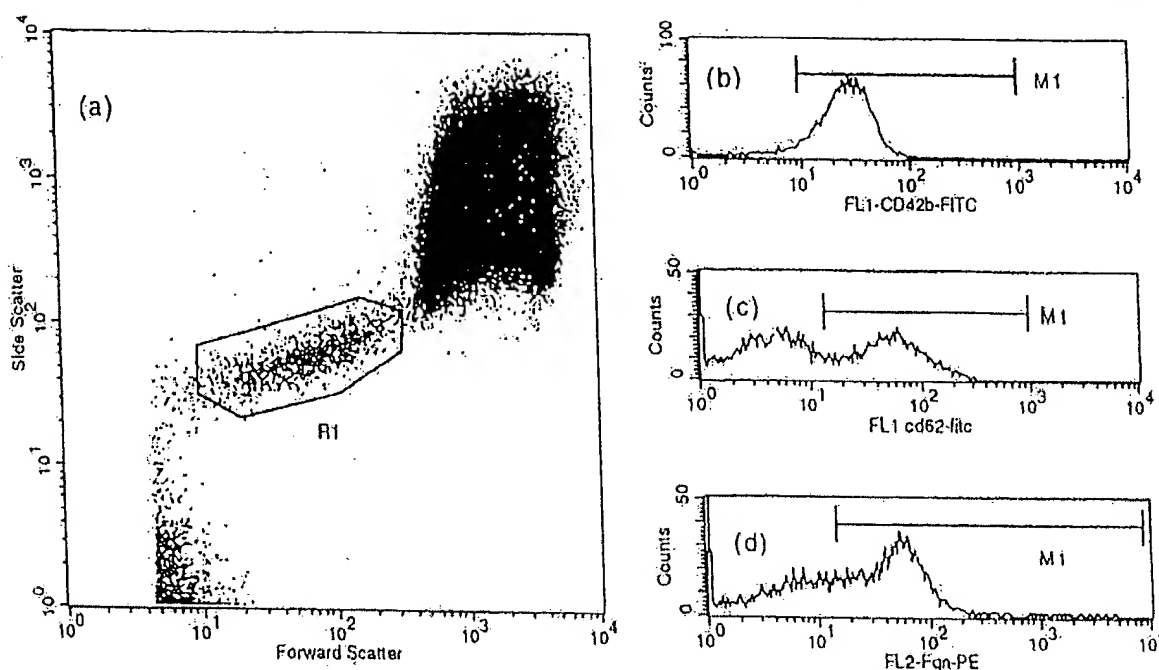 (a)
10^4
10^3
10^2
10^1
10^0
Side Scatter
R1
10^0 10^1 10^2 10^3 10^4
Forward Scatter
(b)
100
Counts
0
M1
10^0 10^1 10^2 10^3 10^4
FL1-CD42b-FITC
(c)
50
Counts
0
M1
10^0 10^1 10^2 10^3 10^4
FL1 cd62-fitc
(d)
50
Counts
0
M1
10^0 10^1 10^2 10^3 10^4
FL2-Fgn-PE